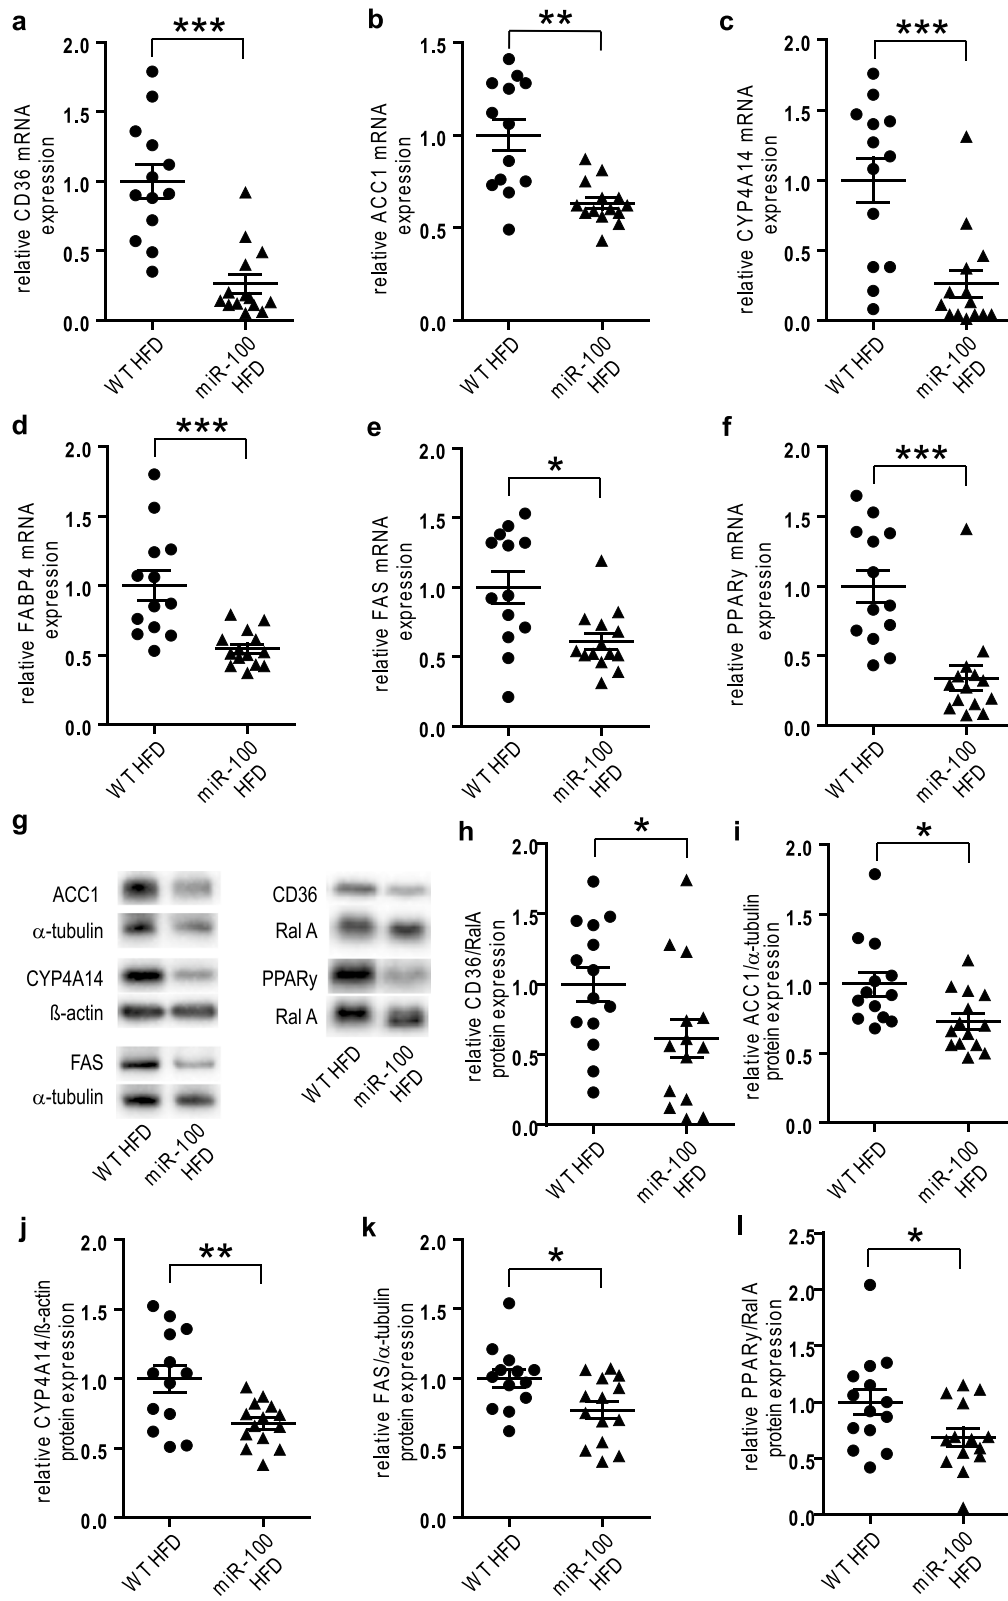 a
***
2.0
1.5
1.0
0.5
0.0
relative CD36 mRNA
expression
WT HFD
miR-100
HFD
b
**
1.5
1.0
0.5
0.0
relative ACC1 mRNA
expression
WT HFD
miR-100
HFD
c
***
2.0
1.5
1.0
0.5
0.0
relative CYP4A14 mRNA
expression
WT HFD
miR-100
HFD
d
***
2.0
1.5
1.0
0.5
0.0
relative FABP4 mRNA
expression
WT HFD
miR-100
HFD
e
*
2.0
1.5
1.0
0.5
0.0
relative FAS mRNA
expression
WT HFD
miR-100
HFD
f
***
2.0
1.5
1.0
0.5
0.0
relative PPARγ mRNA
expression
WT HFD
miR-100
HFD
g
ACC1
α-tubulin
CYP4A14
ß-actin
FAS
α-tubulin
WT HFD
miR-100
HFD
CD36
Ral A
PPARγ
Ral A
WT HFD
miR-100
HFD
h
*
2.0
1.5
1.0
0.5
0.0
relative CD36/RalA
protein expression
WT HFD
miR-100
HFD
i
*
2.0
1.5
1.0
0.5
0.0
relative ACC1/α-tubulin
protein expression
WT HFD
miR-100
HFD
j
**
2.0
1.5
1.0
0.5
0.0
relative CYP4A14/ß-actin
protein expression
WT HFD
miR-100
HFD
k
*
2.0
1.5
1.0
0.5
0.0
relative FAS/α-tubulin
protein expression
WT HFD
miR-100
HFD
l
*
2.5
2.0
1.5
1.0
0.5
0.0
relative PPARγ/Ral A
protein expression
WT HFD
miR-100
HFD